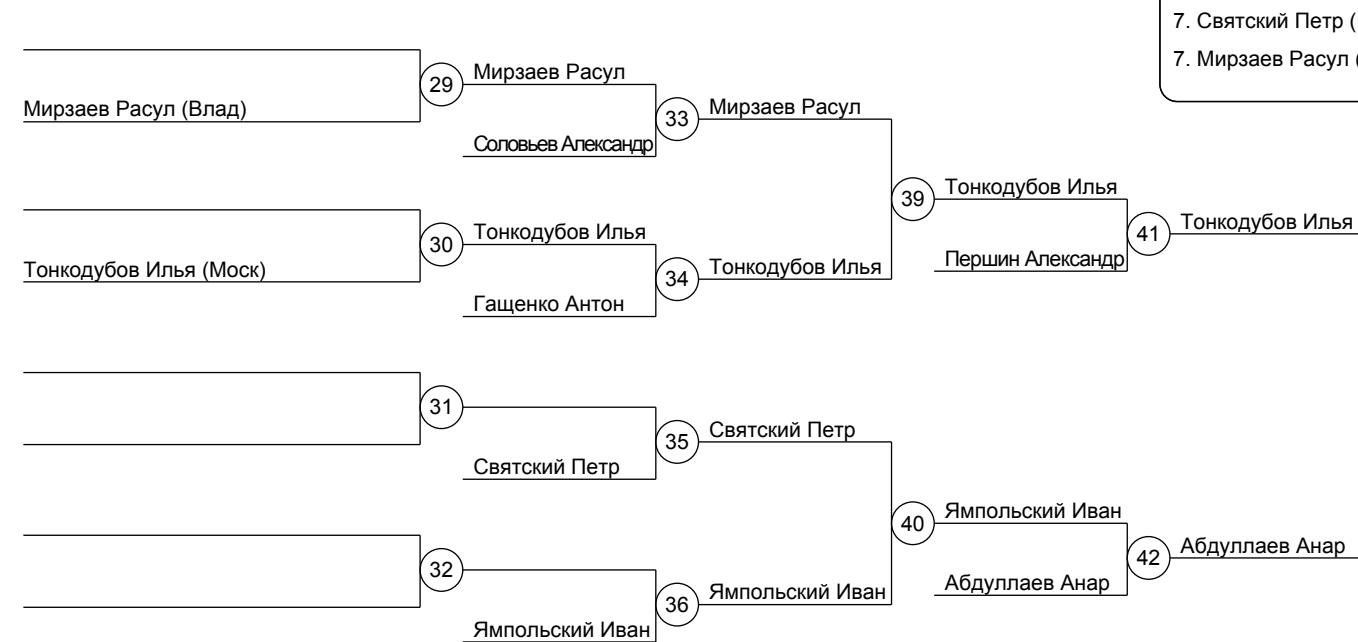 7. Святский Петр (
7. Мирзаев Расул (
29
Мирзаев Расул
Мирзаев Расул (Влад)
33
Мирзаев Расул
Соловьев Александр
39
Тонкодубов Илья
30
Тонкодубов Илья
41
Тонкодубов Илья
Тонкодубов Илья (Моск)
34
Тонкодубов Илья
Першин Александр
Гащенко Антон
31
35
Святский Петр
Святский Петр
40
Ямпольский Иван
32
42
Абдуллаев Анар
36
Ямпольский Иван
Абдуллаев Анар
Ямпольский Иван